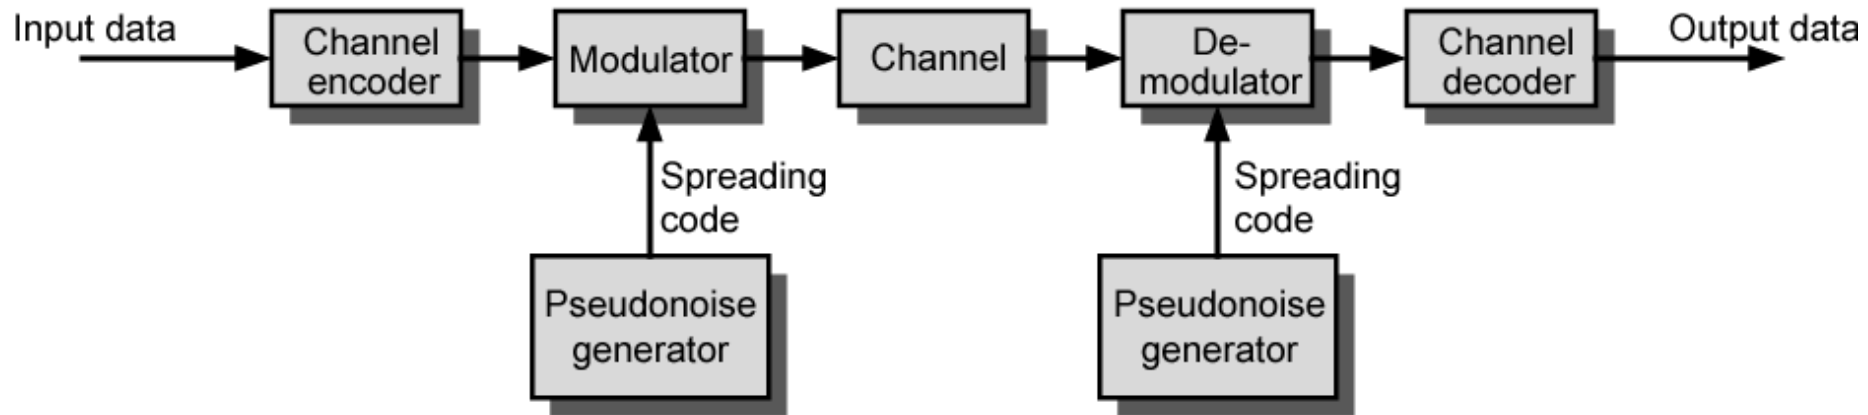 Input data
Channel
encoder
Modulator
Channel
De-
modulator
Channel
decoder
Output data
Spreading
code
Spreading
code
Pseudonoise
generator
Pseudonoise
generator